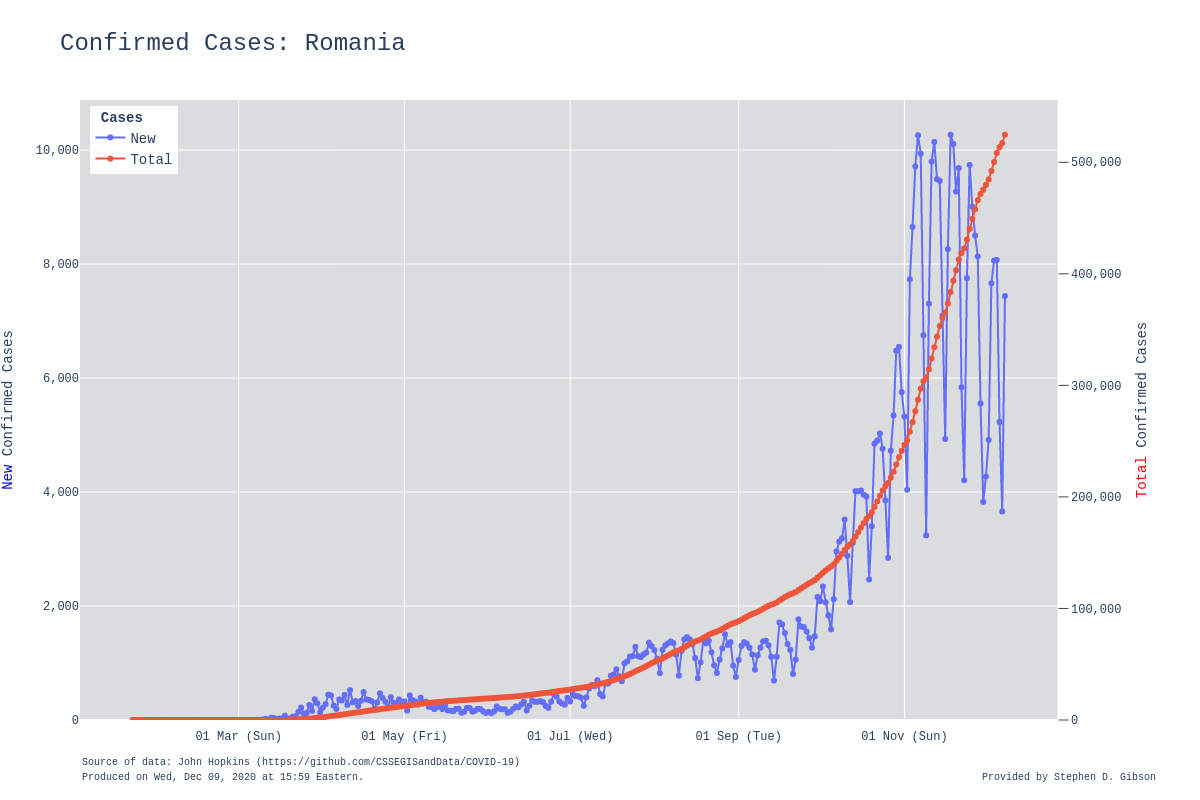 Confirmed Cases: Romania
Cases
New
Total
10,000
8,000
6,000
4,000
2,000
0
500,000
400,000
300,000
200,000
100,000
0
New Confirmed Cases
Total Confirmed Cases
01 Mar (Sun)
01 May (Fri)
01 Jul (Wed)
01 Sep (Tue)
01 Nov (Sun)
Source of data: John Hopkins (https://github.com/CSSEGISandData/COVID-19)
Produced on Wed, Dec 09, 2020 at 15:59 Eastern.
Provided by Stephen D. Gibson